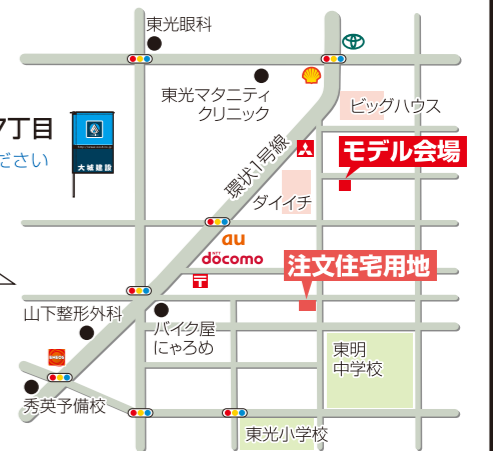 東光眼科
東光マタニティ
クリニック
ビッグハウス
7丁目
ださい
大城建設
モデル会場
環状1号線
ダイイチ
au
docomo
注文住宅用地
山下整形外科
バイク屋
にゃろめ
東明
中学校
ENEOS
秀英予備校
東光小学校